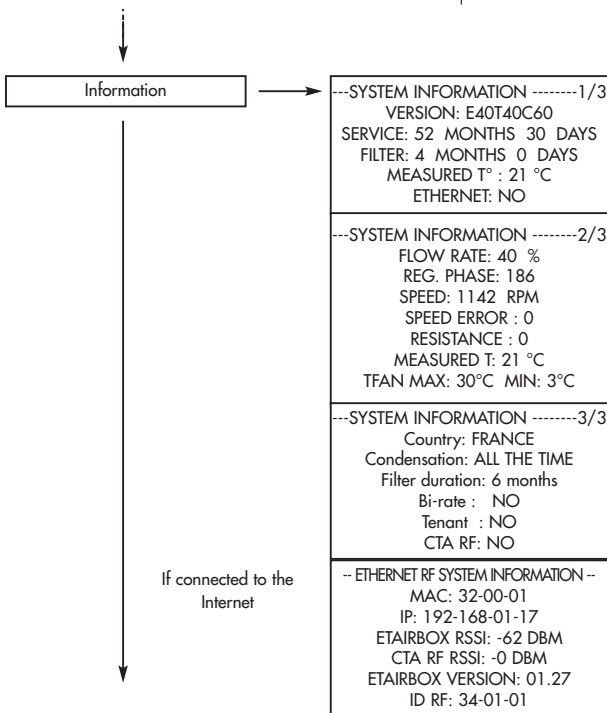 Information
---SYSTEM INFORMATION --------1/3
VERSION: E40T40C60
SERVICE: 52 MONTHS 30 DAYS
FILTER: 4 MONTHS 0 DAYS
MEASURED T° : 21 °C
ETHERNET: NO
---SYSTEM INFORMATION --------2/3
FLOW RATE: 40 %
REG. PHASE: 186
SPEED: 1142 RPM
SPEED ERROR : 0
RESISTANCE : 0
MEASURED T: 21 °C
TFAN MAX: 30°C MIN: 3°C
---SYSTEM INFORMATION --------3/3
Country: FRANCE
Condensation: ALL THE TIME
Filter duration: 6 months
Bi-rate : NO
Tenant : NO
CTA RF: NO
If connected to the
Internet
-- ETHERNET RF SYSTEM INFORMATION --
MAC: 32-00-01
IP: 192-168-01-17
ETAIRBOX RSSI: -62 DBM
CTA RF RSSI: -0 DBM
ETAIRBOX VERSION: 01.27
ID RF: 34-01-01